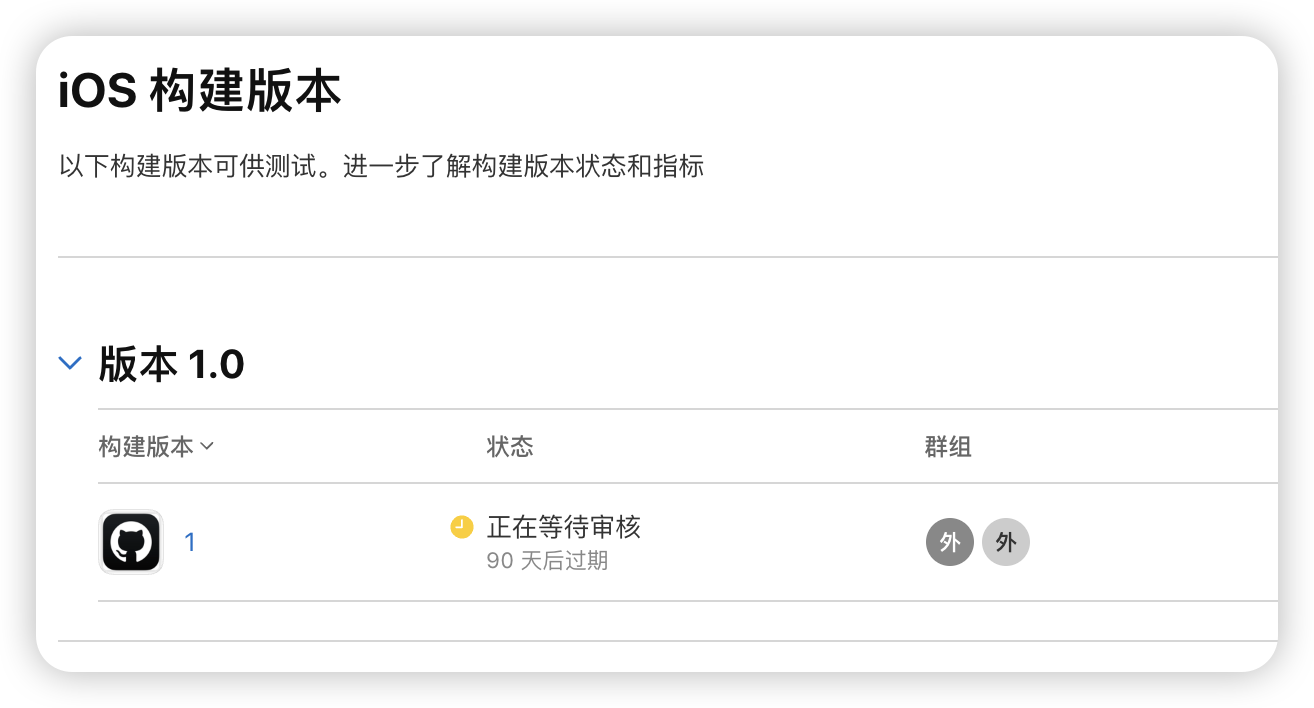 iOS 构建版本
以下构建版本可供测试。进一步了解构建版本状态和指标
版本 1.0
构建版本 状态 群组
1 正在等待审核 外 外
90 天后过期